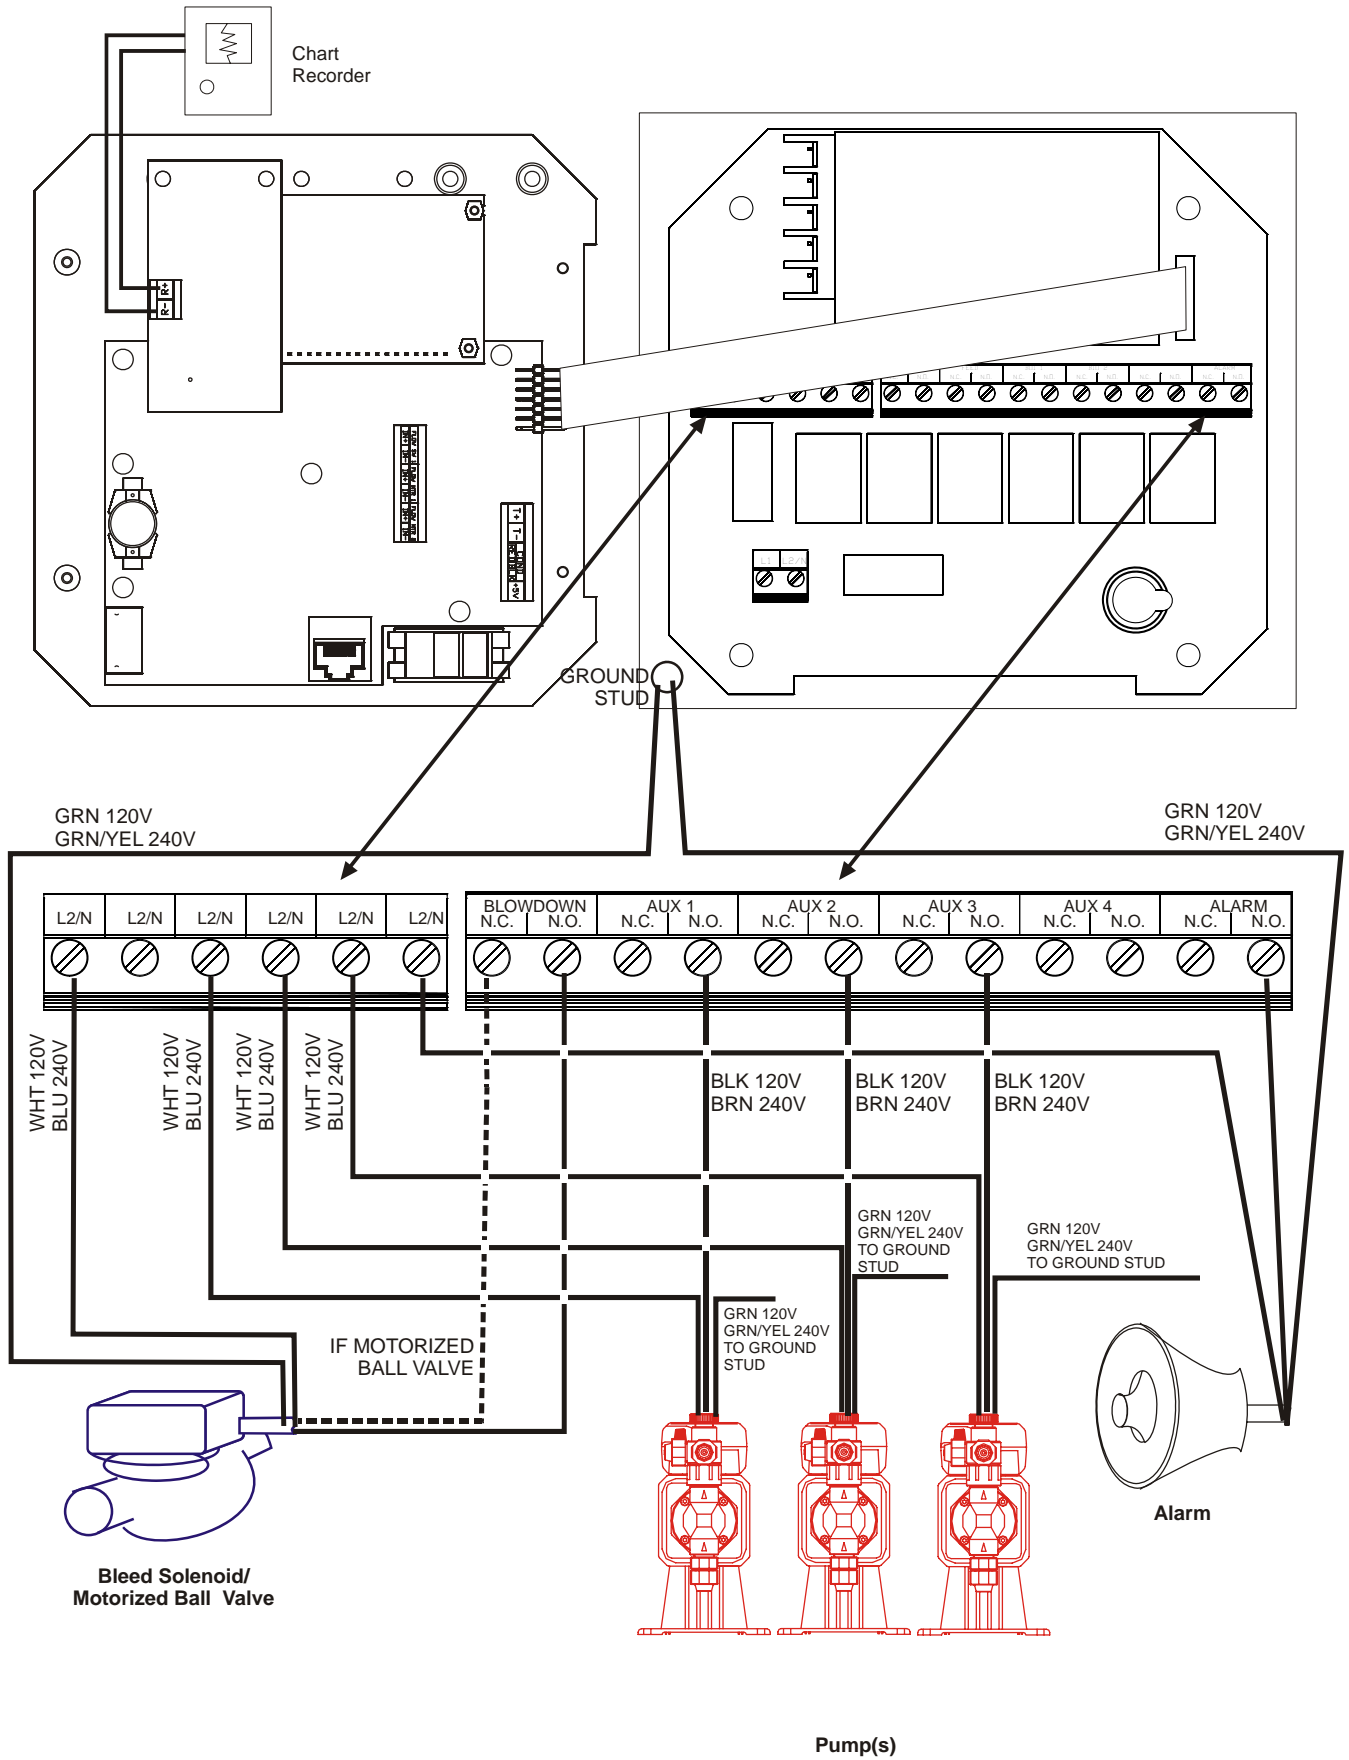 Chart
Recorder
R+
R-
T+
T-
+5V
L1 L2/N
N.C. N.O. N.C. N.O. N.C. N.O. N.C. N.O.
ALARM
GROUND
STUD
GRN 120V
GRN/YEL 240V
GRN 120V
GRN/YEL 240V
L2/N L2/N L2/N L2/N L2/N L2/N
BLOWDOWN AUX 1 AUX 2 AUX 3 AUX 4 ALARM
N.C. N.O. N.C. N.O. N.C. N.O. N.C. N.O. N.C. N.O. N.C. N.O.
WHT 120V
BLU 240V
WHT 120V
BLU 240V
WHT 120V
BLU 240V
WHT 120V
BLU 240V
BLK 120V
BRN 240V
BLK 120V
BRN 240V
BLK 120V
BRN 240V
GRN 120V
GRN/YEL 240V
TO GROUND
STUD
GRN 120V
GRN/YEL 240V
TO GROUND STUD
GRN 120V
GRN/YEL 240V
TO GROUND
STUD
IF MOTORIZED
BALL VALVE
Bleed Solenoid/
Motorized Ball Valve
Alarm
Pump(s)